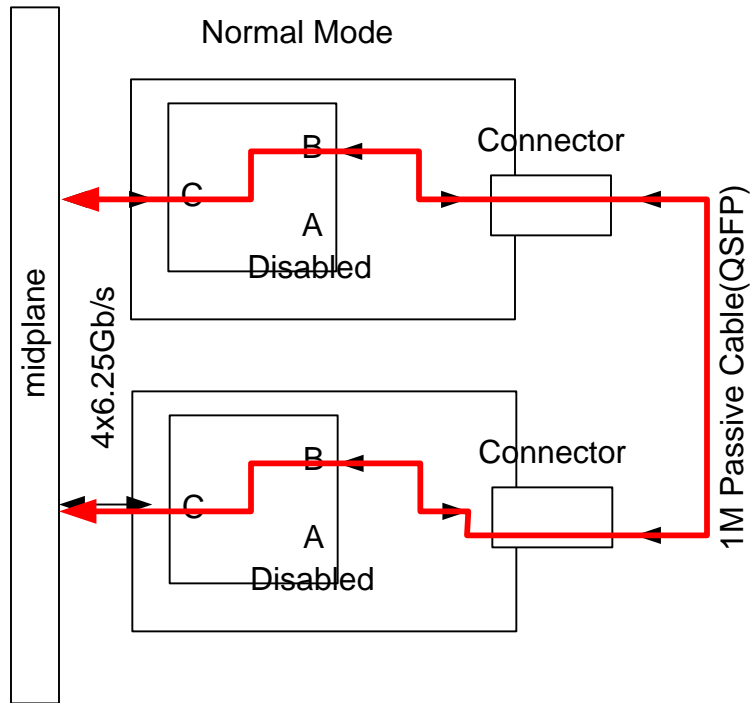 Normal Mode
Connector
B
C
A
Disabled
midplane
4x6.25Gb/s
1M Passive Cable(QSFP)
Connector
B
C
A
Disabled